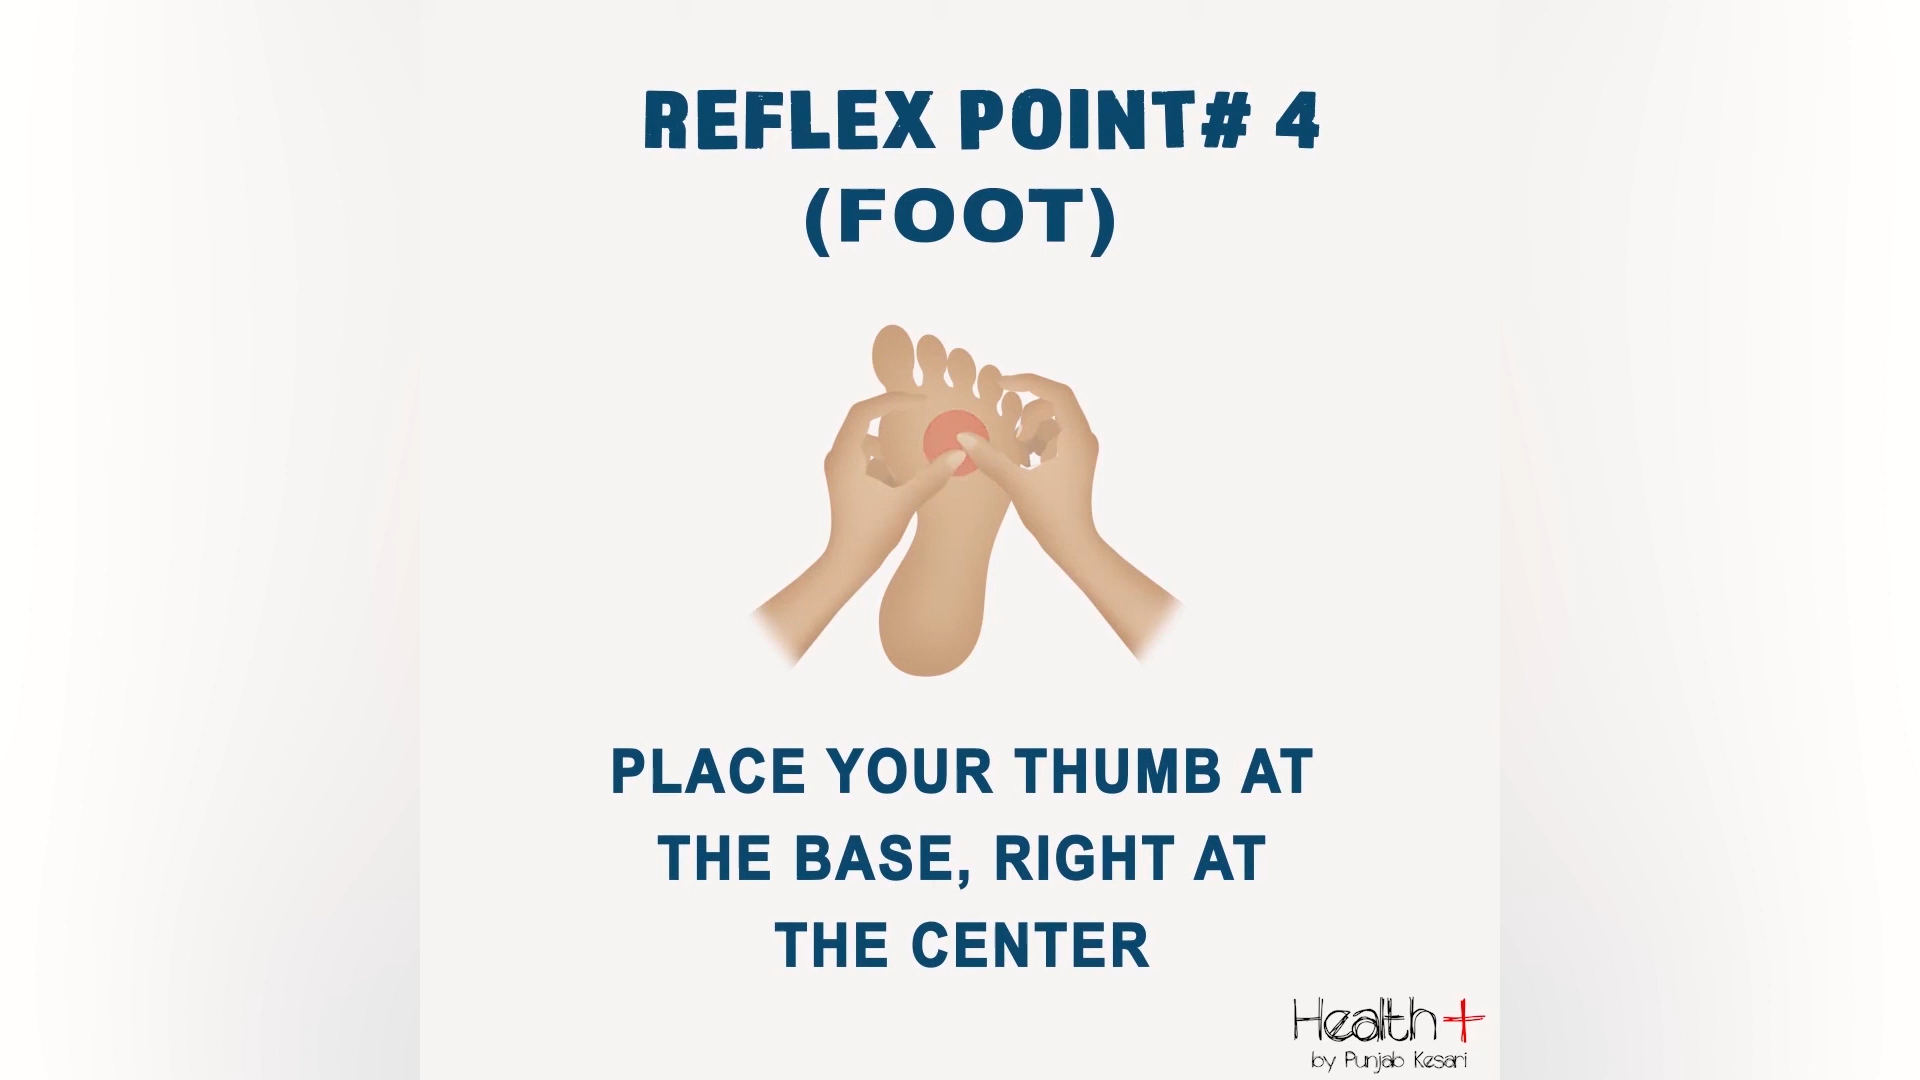 REFLEX POINT# 4
(FOOT)
PLACE YOUR THUMB AT
THE BASE, RIGHT AT
THE CENTER
Health+
by Punjab Kesari